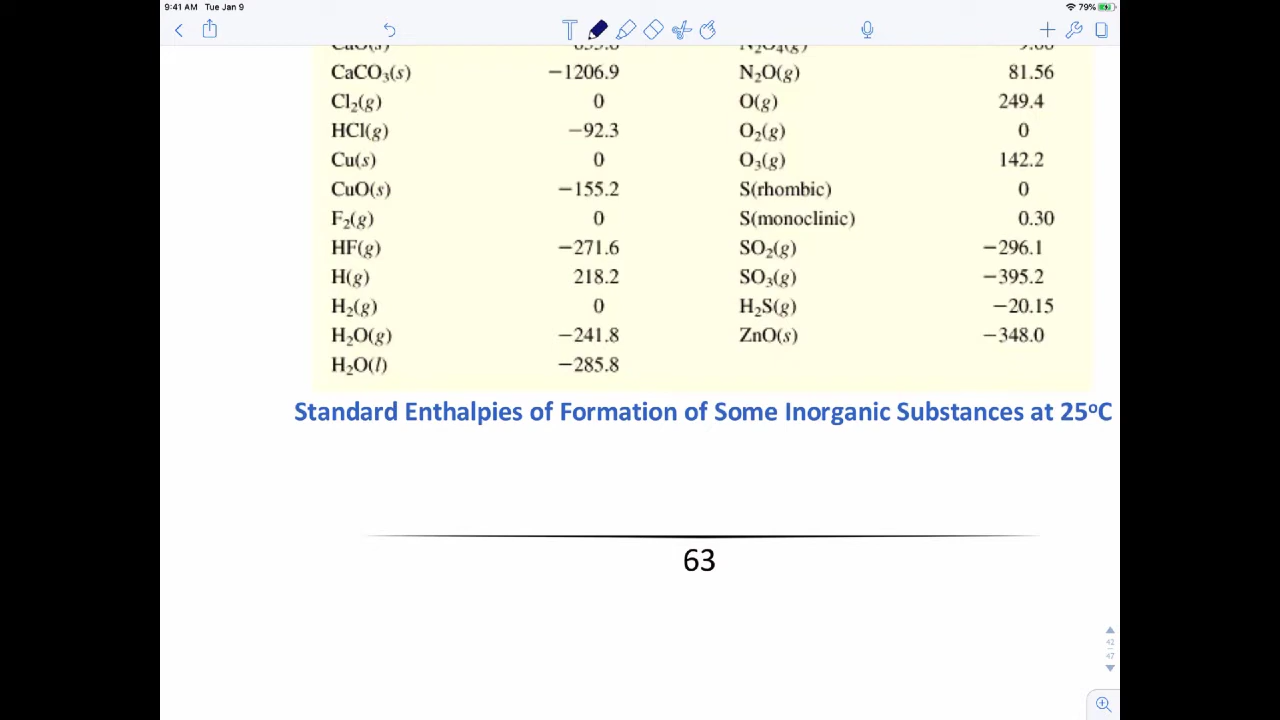 9:41 AM Tue Jan 9
79%
T
CaCO₃(s) −1206.9 N₂O(g) 81.56
Cl₂(g) 0 O(g) 249.4
HCl(g) −92.3 O₂(g) 0
Cu(s) 0 O₃(g) 142.2
CuO(s) −155.2 S(rhombic) 0
F₂(g) 0 S(monoclinic) 0.30
HF(g) −271.6 SO₂(g) −296.1
H(g) 218.2 SO₃(g) −395.2
H₂(g) 0 H₂S(g) −20.15
H₂O(g) −241.8 ZnO(s) −348.0
H₂O(l) −285.8
Standard Enthalpies of Formation of Some Inorganic Substances at 25°C
63
42
47